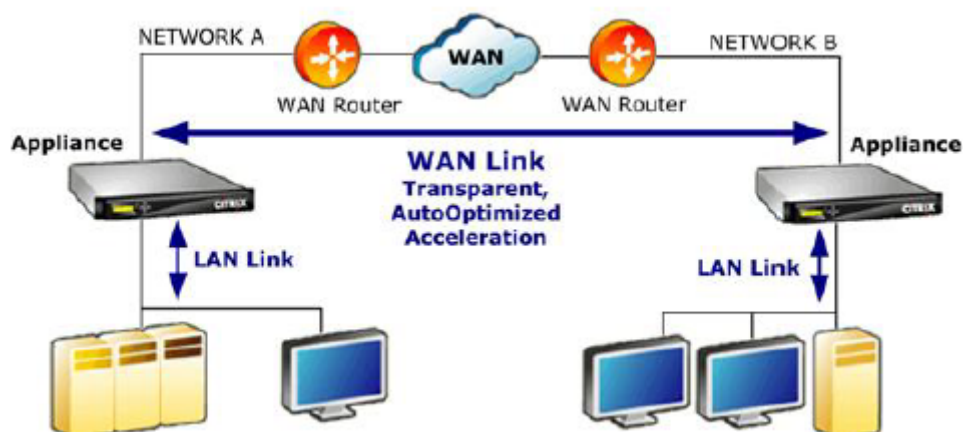 NETWORK A
WAN
NETWORK B
WAN Router
WAN Router
Appliance
Appliance
WAN Link
Transparent,
AutoOptimized
Acceleration
CITRIX
CITRIX
LAN Link
LAN Link